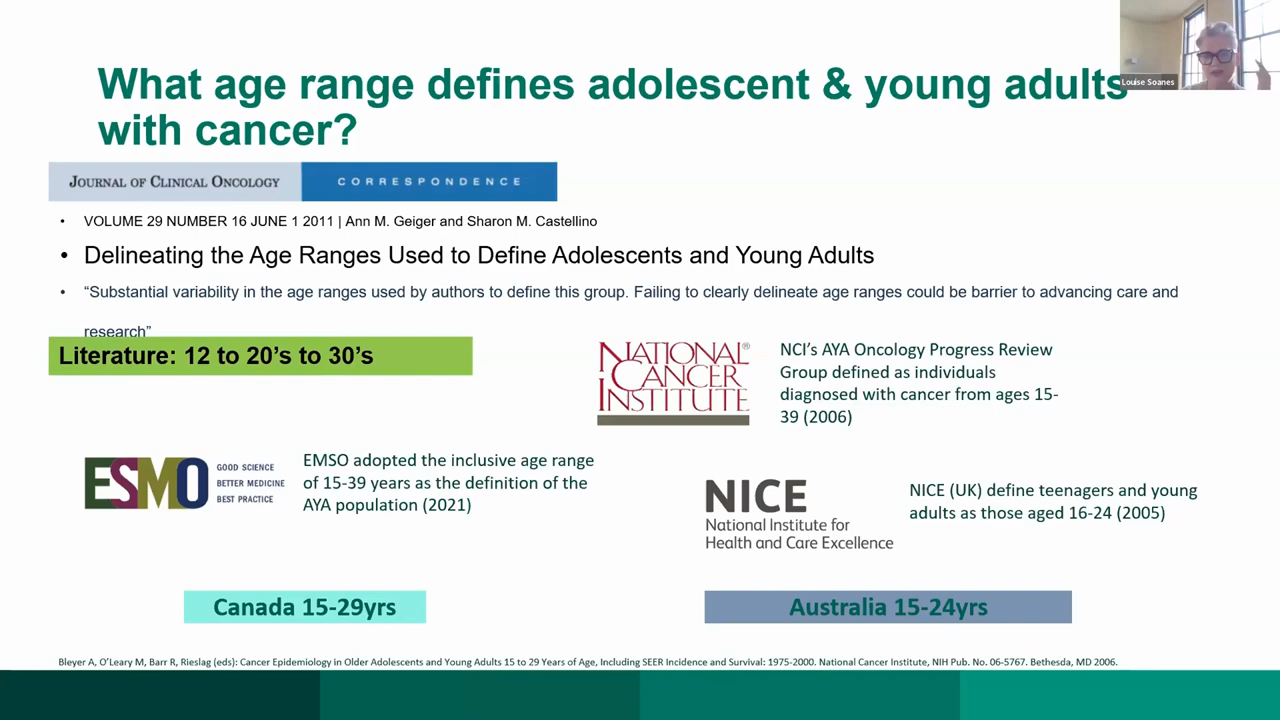 What age range defines adolescent & young adults
with cancer?
Louise Soanes
JOURNAL OF CLINICAL ONCOLOGY
CORRESPONDENCE
• VOLUME 29 NUMBER 16 JUNE 1 2011 | Ann M. Geiger and Sharon M. Castellino
• Delineating the Age Ranges Used to Define Adolescents and Young Adults
• “Substantial variability in the age ranges used by authors to define this group. Failing to clearly delineate age ranges could be barrier to advancing care and
research”
Literature: 12 to 20’s to 30’s
NATIONAL®
CANCER
INSTITUTE
NCI’s AYA Oncology Progress Review
Group defined as individuals
diagnosed with cancer from ages 15-
39 (2006)
ESMO
GOOD SCIENCE
BETTER MEDICINE
BEST PRACTICE
EMSO adopted the inclusive age range
of 15-39 years as the definition of the
AYA population (2021)
NICE
National Institute for
Health and Care Excellence
NICE (UK) define teenagers and young
adults as those aged 16-24 (2005)
Canada 15-29yrs
Australia 15-24yrs
Bleyer A, O’Leary M, Barr R, Rieslag (eds): Cancer Epidemiology in Older Adolescents and Young Adults 15 to 29 Years of Age, Including SEER Incidence and Survival: 1975-2000. National Cancer Institute, NIH Pub. No. 06-5767. Bethesda, MD 2006.